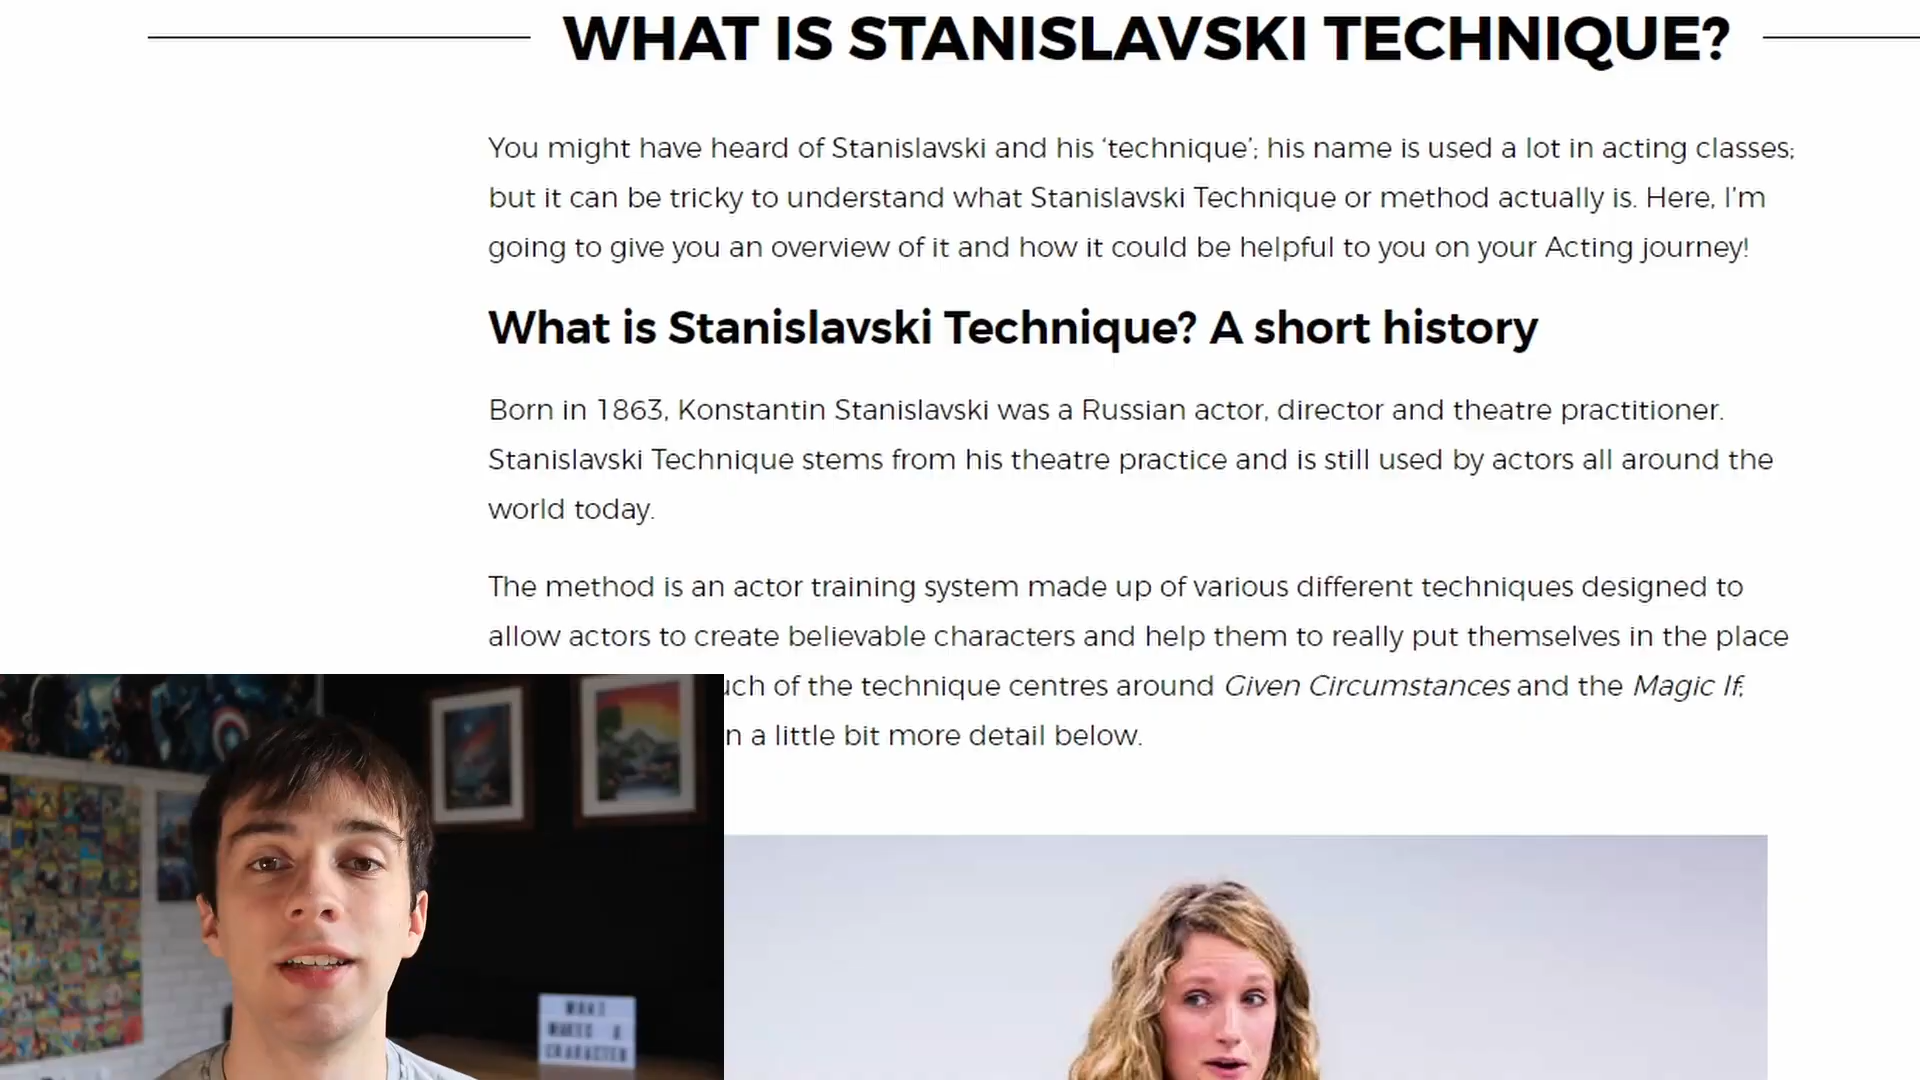 WHAT IS STANISLAVSKI TECHNIQUE?
You might have heard of Stanislavski and his ‘technique’; his name is used a lot in acting classes;
but it can be tricky to understand what Stanislavski Technique or method actually is. Here, I’m
going to give you an overview of it and how it could be helpful to you on your Acting journey!
What is Stanislavski Technique? A short history
Born in 1863, Konstantin Stanislavski was a Russian actor, director and theatre practitioner.
Stanislavski Technique stems from his theatre practice and is still used by actors all around the
world today.
The method is an actor training system made up of various different techniques designed to
allow actors to create believable characters and help them to really put themselves in the place
uch of the technique centres around Given Circumstances and the Magic If;
n a little bit more detail below.
WHAT
MAKES A
CHARACTER